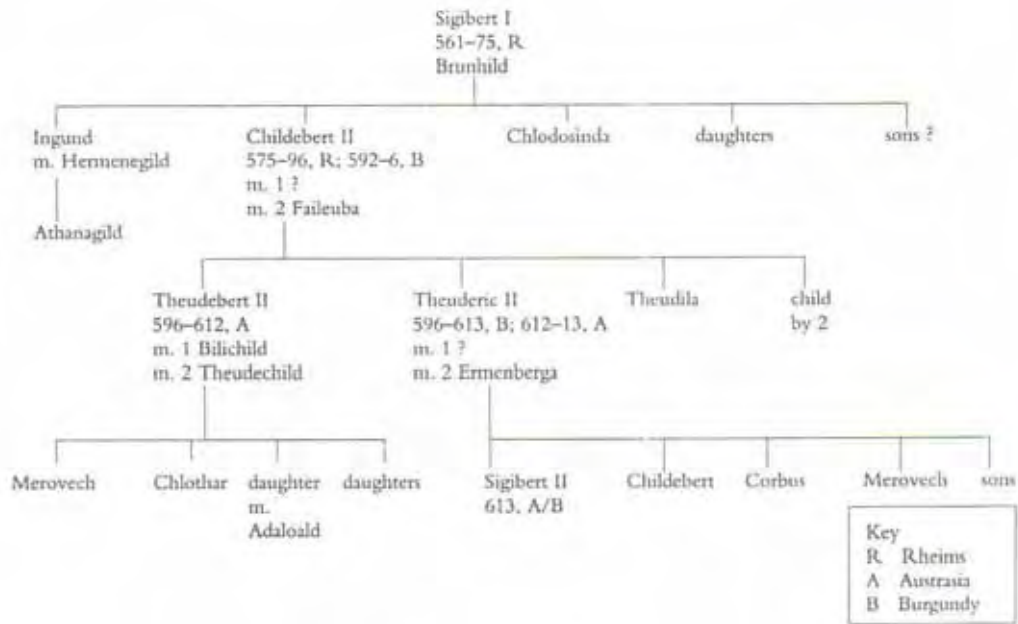 Sigibert I
561–75, R
Brunhild
Ingund
m. Hermenegild
Athanagild
Childebert II
575–96, R; 592–6, B
m. 1 ?
m. 2 Faileuba
Chlodosinda
daughters
sons ?
Theudebert II
596–612, A
m. 1 Bilichild
m. 2 Theudechild
Theuderic II
596–613, B; 612–13, A
m. 1 ?
m. 2 Ermenberga
Theudila
child
by 2
Merovech
Chlothar
daughter
m.
Adaloald
daughters
Sigibert II
613, A/B
Childebert
Corbus
Merovech
sons
Key
R Rheims
A Austrasia
B Burgundy